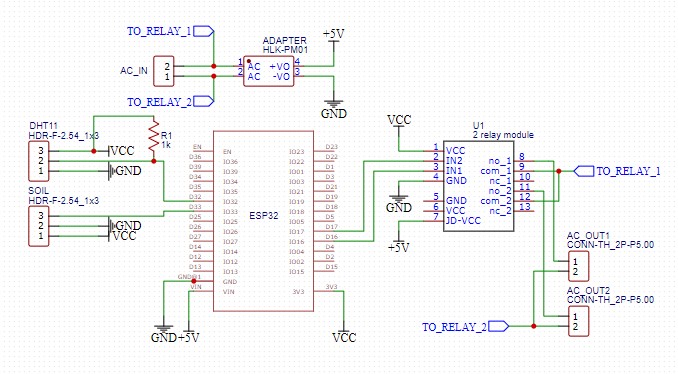 TO_RELAY_1
ADAPTER
HLK-PM01
+5V
AC_IN
2
1
1
2
AC
AC
+VO
-VO
4
3
TO_RELAY_2
GND
DHT11
HDR-F-2.54_1x3
3
2
1
VCC
GND
R1
1k
SOIL
HDR-F-2.54_1x3
3
2
1
GND
VCC
EN
D36
D39
D34
D35
D32
D33
D25
D26
D27
D14
D12
D13
GND@1
VIN
EN
IO36
IO39
IO34
IO35
IO32
IO33
IO25
IO26
IO27
IO14
IO12
IO13
GND
VIN
ESP32
IO23
IO22
IO01
IO03
IO21
IO19
IO18
IO05
IO17
IO16
IO04
IO02
IO15
3V3
D23
D22
D1
D3
D21
D19
D18
D5
D17
D16
D4
D2
D15
3V3
GND
+5V
VCC
VCC
U1
2 relay module
1
2
3
4
5
6
7
VCC
IN2
IN1
GND
GND
VCC
JD-VCC
no_1
com_1
nc_1
no_2
com_2
nc_2
8
9
10
11
12
13
GND
+5V
TO_RELAY_1
AC_OUT1
CONN-TH_2P-P5.00
1
2
AC_OUT2
CONN-TH_2P-P5.00
1
2
TO_RELAY_2